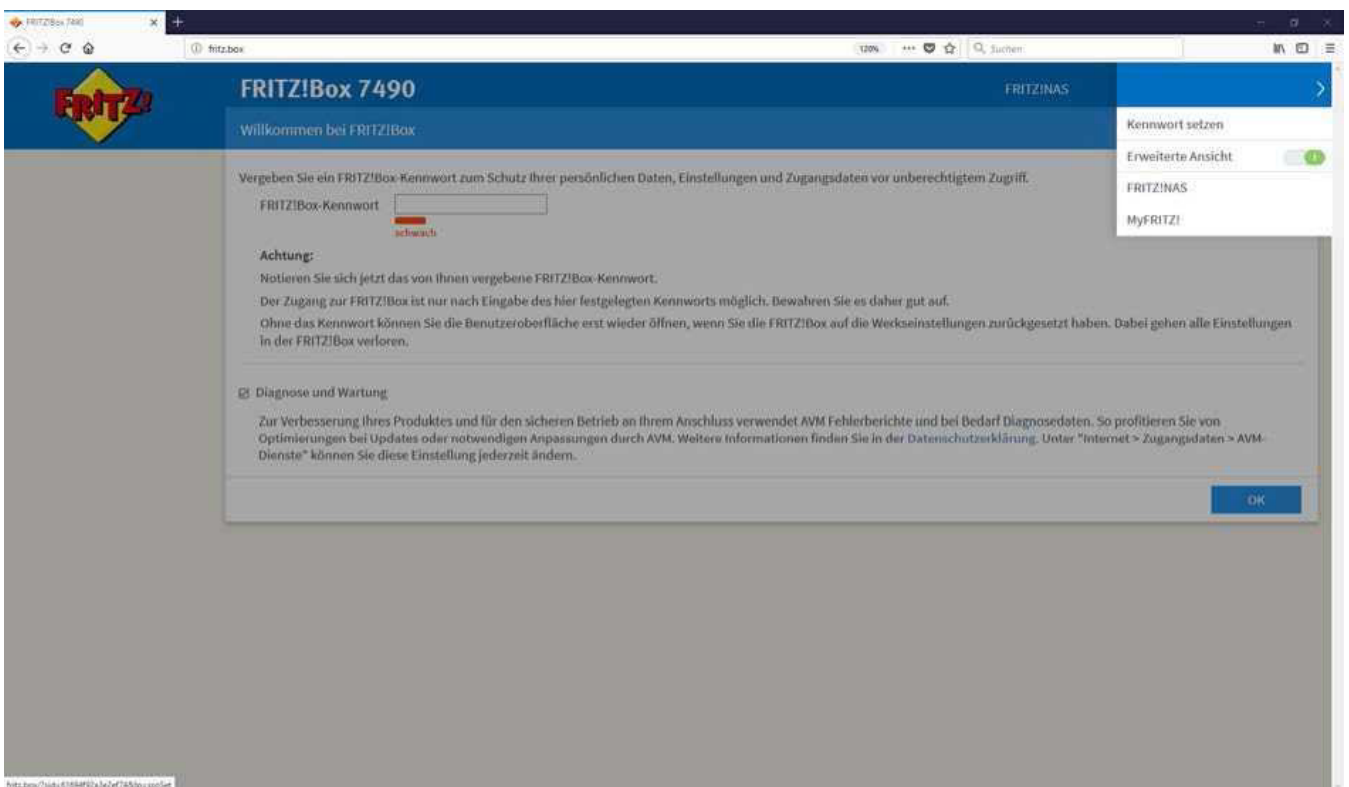 FRITZ!Box 7490
fritz.box
120%
Suchen
FRITZ!
FRITZ!Box 7490
FRITZ!NAS
Willkommen bei FRITZ!Box
Kennwort setzen
Erweiterte Ansicht
FRITZ!NAS
MyFRITZ!
Vergeben Sie ein FRITZ!Box-Kennwort zum Schutz Ihrer persönlichen Daten, Einstellungen und Zugangsdaten vor unberechtigtem Zugriff.
FRITZ!Box-Kennwort
schwach
Achtung:
Notieren Sie sich jetzt das von Ihnen vergebene FRITZ!Box-Kennwort.
Der Zugang zur FRITZ!Box ist nur nach Eingabe des hier festgelegten Kennworts möglich. Bewahren Sie es daher gut auf.
Ohne das Kennwort können Sie die Benutzeroberfläche erst wieder öffnen, wenn Sie die FRITZ!Box auf die Werkseinstellungen zurückgesetzt haben. Dabei gehen alle Einstellungen
in der FRITZ!Box verloren.
Diagnose und Wartung
Zur Verbesserung Ihres Produktes und für den sicheren Betrieb an Ihrem Anschluss verwendet AVM Fehlerberichte und bei Bedarf Diagnosedaten. So profitieren Sie von
Optimierungen bei Updates oder notwendigen Anpassungen durch AVM. Weitere Informationen finden Sie in der Datenschutzerklärung. Unter "Internet > Zugangsdaten > AVM-
Dienste" können Sie diese Einstellung jederzeit ändern.
OK